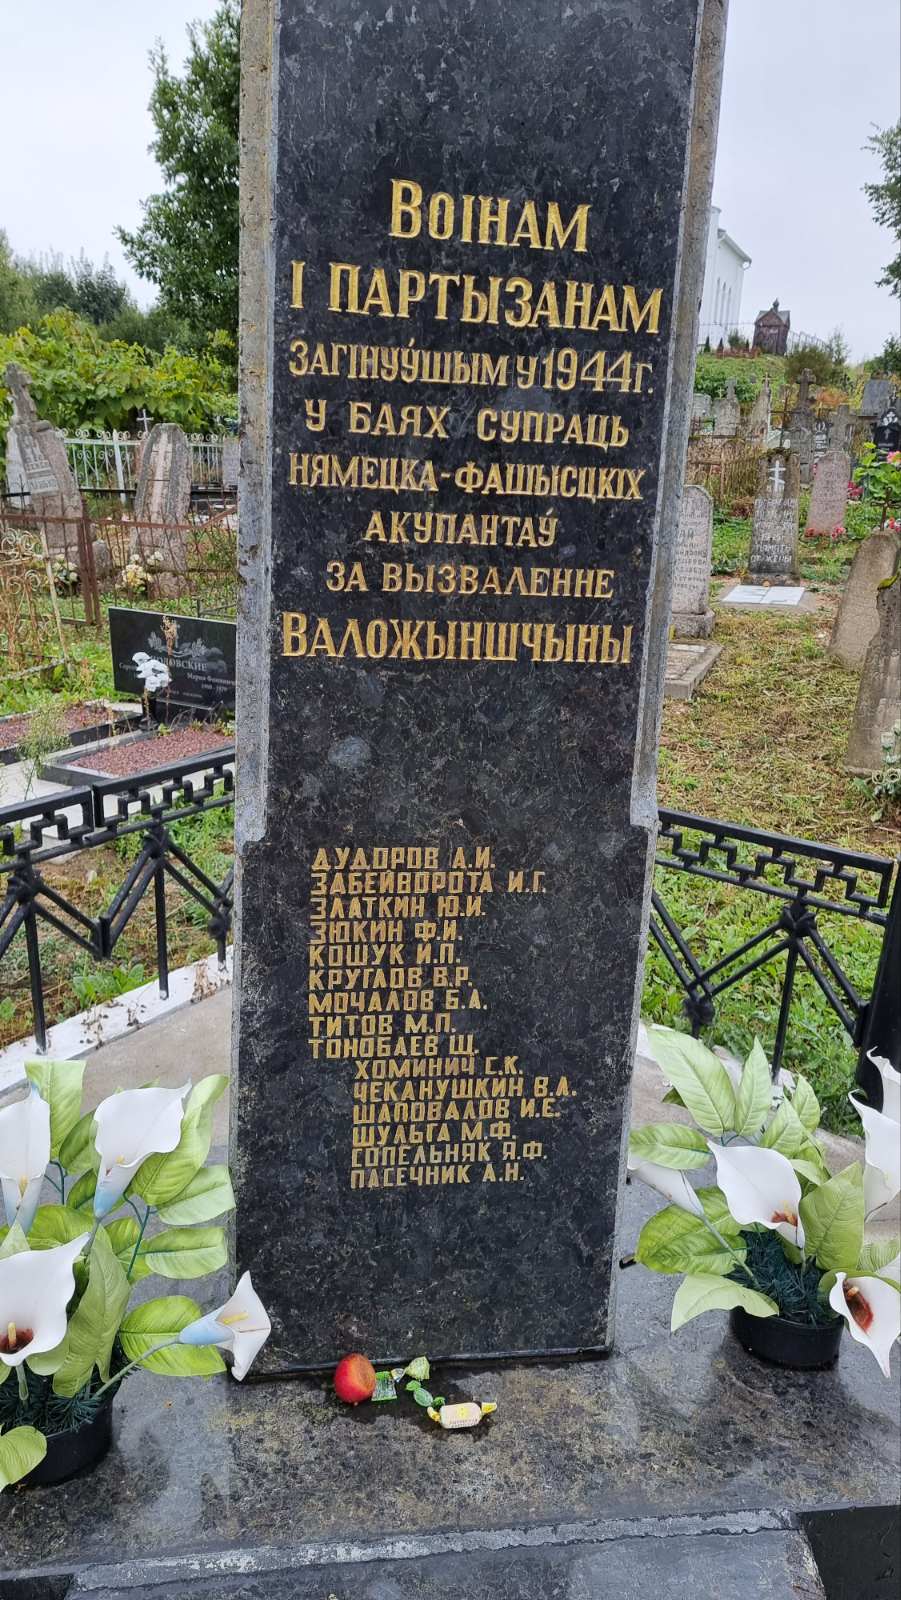 Воінам
і партызанам
загінуўшым у 1944 г.
у баях супраць
нямецка-фашысцкіх
акупантаў
за вызваленне
Валожыншчыны
ДУДОРОВ А.И.
ЗАБЕЙВОРОТА И.Г.
ЗЛАТКИН Ю.И.
ЗЮКИН Ф.И.
КОШУК И.П.
КРУГЛОВ В.Р.
МОЧАЛОВ Б.А.
ТИТОВ М.П.
ТОНОБАЕВ Щ.
ХОМИНИЧ С.К.
ЧЕКАНУШКИН В.А.
ШАПОВАЛОВ И.Е.
ШУЛЬГА М.Ф.
СОПЕЛЬНЯК Я.Ф.
ПАСЕЧНИК А.Н.